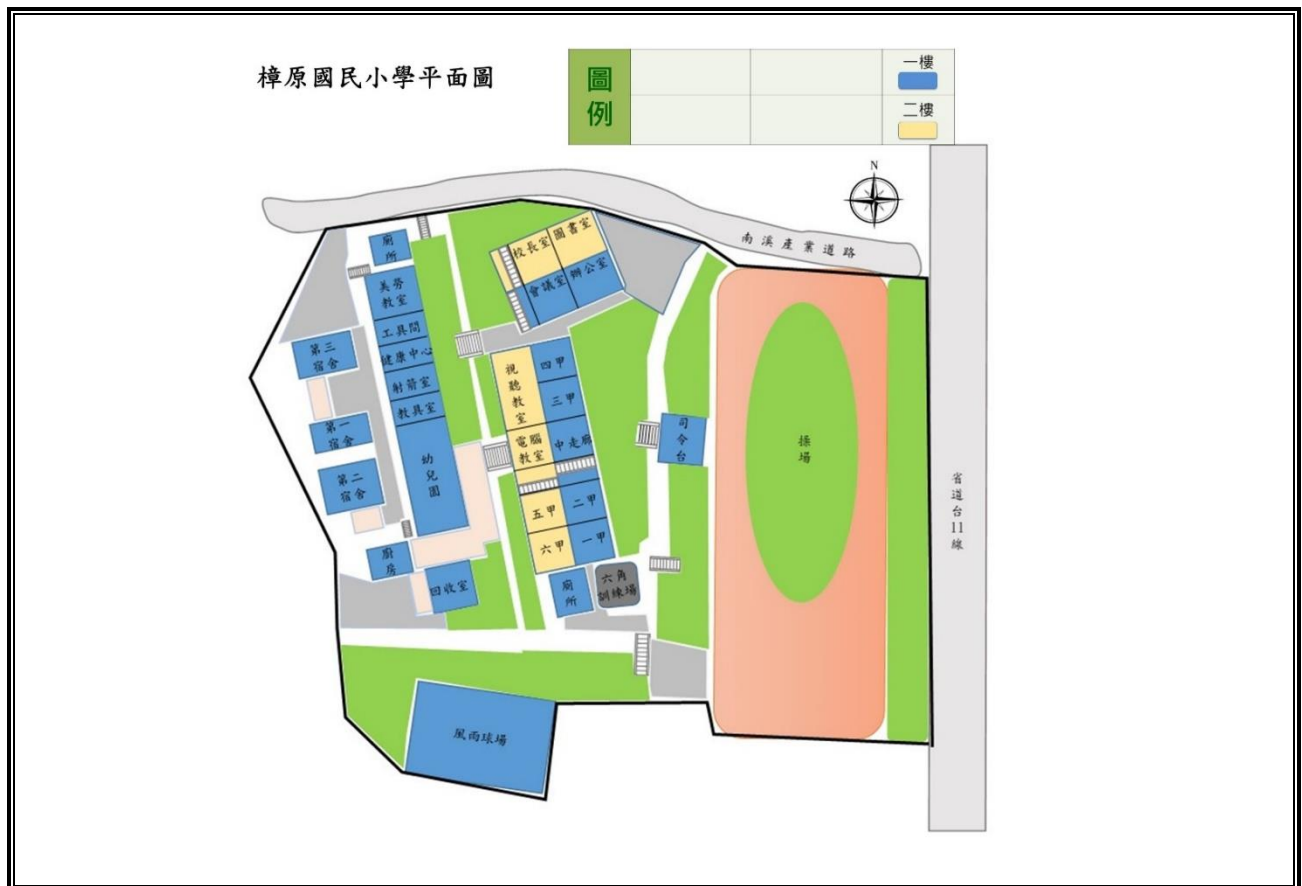 樟原國民小學平面圖
圖例
一樓
二樓
N
南溪產業道路
廁所
校長室
圖書室
會議室
辦公室
美勞教室
工具間
健康中心
射箭室
教具室
幼兒園
第三宿舍
第一宿舍
第二宿舍
廚房
回收室
視聽教室
四甲
三甲
電腦教室
中走廊
五甲
二甲
六甲
一甲
廁所
六角訓練場
司令台
操場
省道台11線
風雨球場